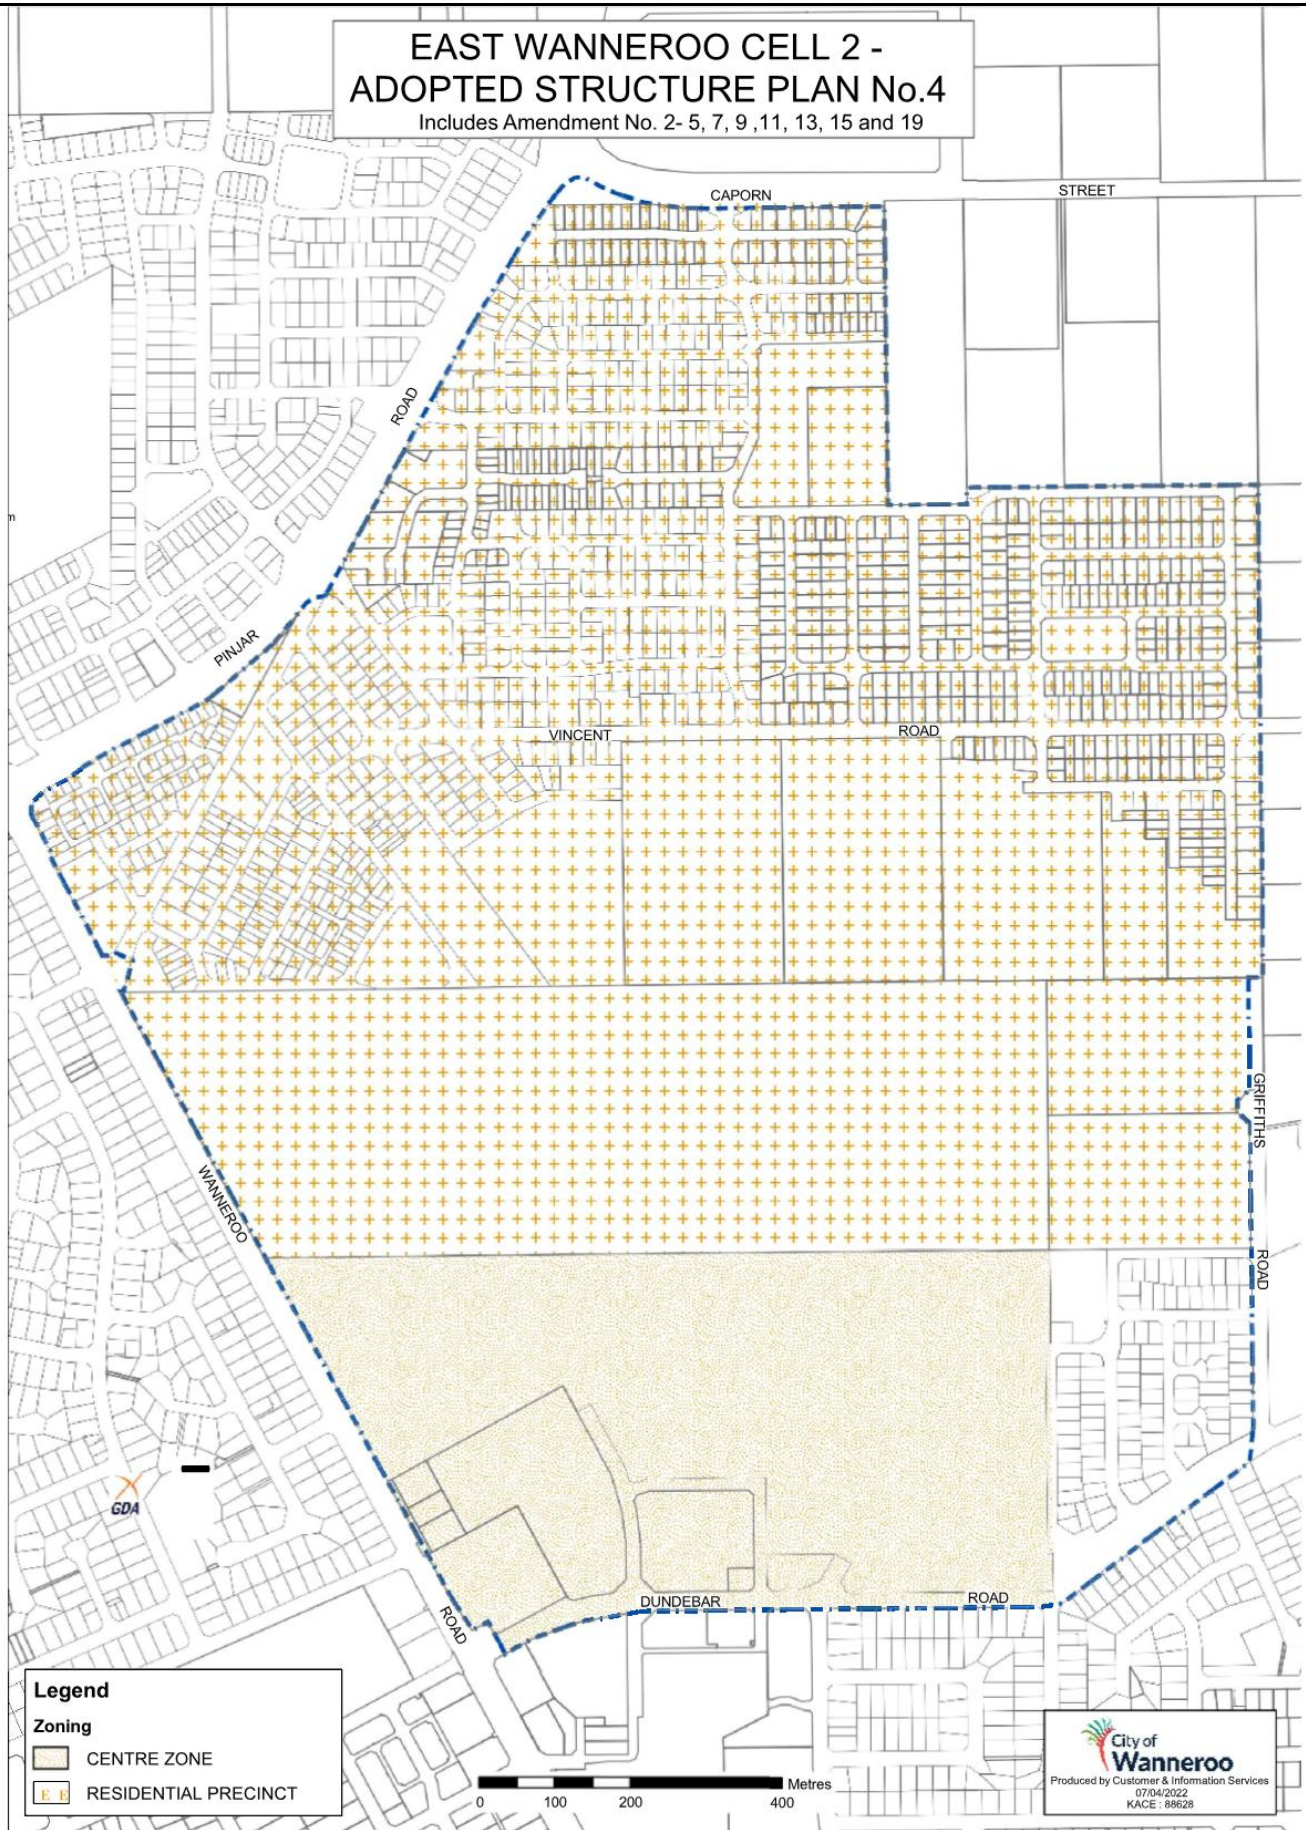 EAST WANNEROO CELL 2 -
ADOPTED STRUCTURE PLAN No.4
Includes Amendment No. 2- 5, 7, 9 ,11, 13, 15 and 19
CAPORN
STREET
ROAD
PINJAR
VINCENT
ROAD
GRIFFITHS
WANNEROO
ROAD
GDA
DUNDEBAR
ROAD
ROAD
Legend
Zoning
CENTRE ZONE
E E RESIDENTIAL PRECINCT
0 100 200 400 Metres
City of
Wanneroo
Produced by Customer & Information Services
07/04/2022
KACE : 88628